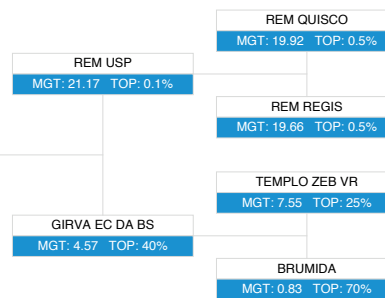 REM QUISCO
MGT: 19.92 TOP: 0.5%
REM USP
MGT: 21.17 TOP: 0.1%
REM REGIS
MGT: 19.66 TOP: 0.5%
TEMPLO ZEB VR
MGT: 7.55 TOP: 25%
GIRVA EC DA BS
MGT: 4.57 TOP: 40%
BRUMIDA
MGT: 0.83 TOP: 70%